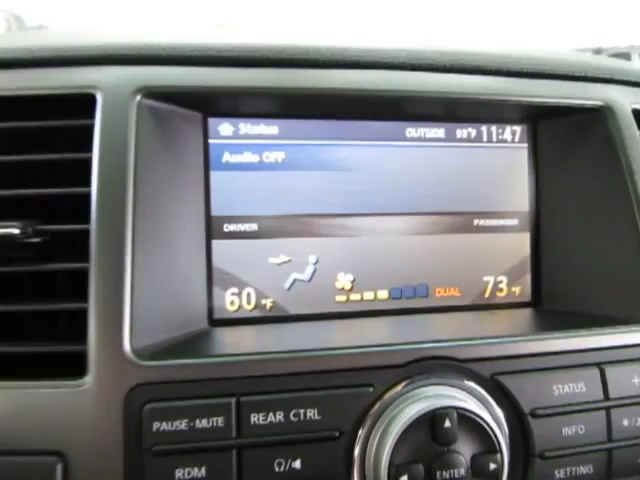 Status OUTSIDE 93°F 11:47
Audio OFF
DRIVER PASSENGER
60°F DUAL 73°F
PAUSE·MUTE REAR CTRL STATUS
RDM ENTER INFO
SETTING